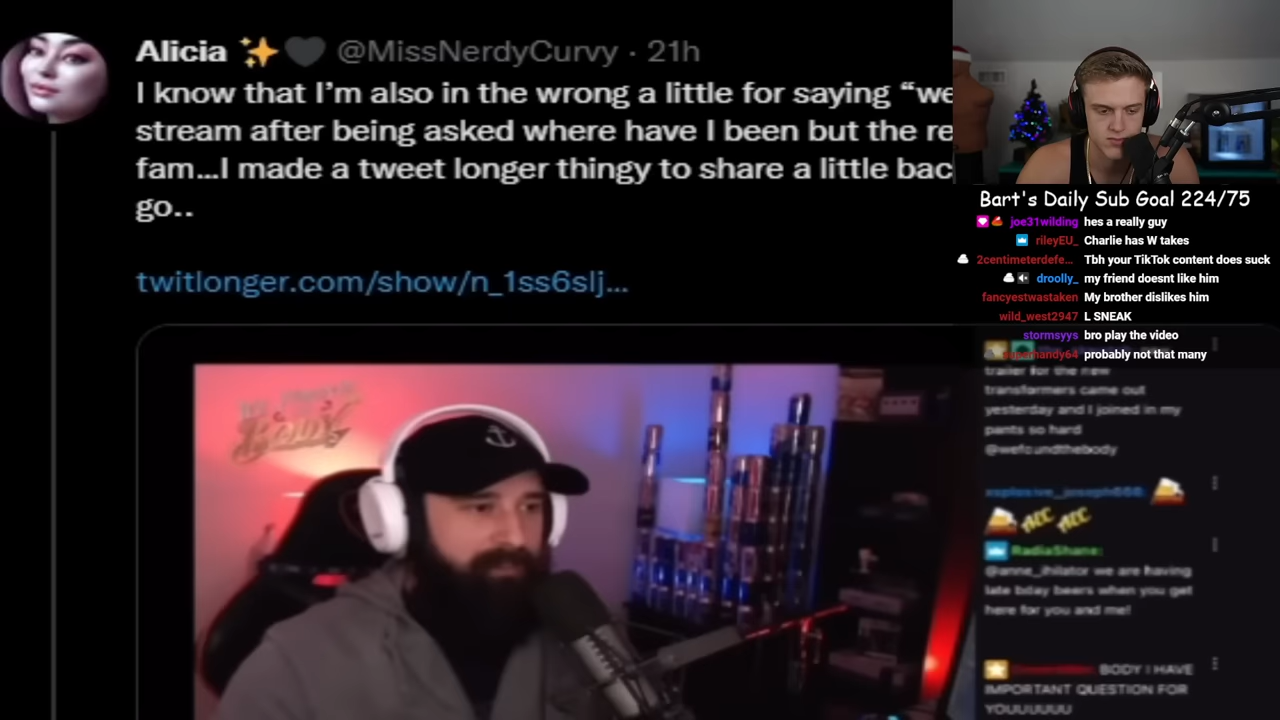 Alicia ✨🖤 @MissNerdyCurvy · 21h
I know that I’m also in the wrong a little for saying “we
stream after being asked where have I been but the re
fam...I made a tweet longer thingy to share a little bac
go..
twitlonger.com/show/n_1ss6slj...
Bart's Daily Sub Goal 224/75
joe31wilding hes a really guy
rileyEU_ Charlie has W takes
2centimeterdefe... Tbh your TikTok content does suck
droolly_ my friend doesnt like him
fancyestwastaken My brother dislikes him
wild_west2947 L SNEAK
stormsyys bro play the video
probably not that many
trailer for the new
transformers came out
yesterday and I joined in my
pants so hard
@wefoundthebody
RadiaShane:
@anne_ihilator we are having
late bday beers when you get
here for you and me!
BODY I HAVE
IMPORTANT QUESTION FOR
YOUUUUUU